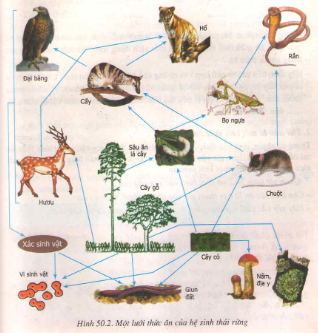 Hổ
Rắn
Đại bàng
Cầy
Bọ ngựa
Sâu ăn
lá cây
Hươu
Cây gỗ
Chuột
Xác sinh vật
Cây cỏ
Nấm,
địa y
Vi sinh vật
Giun
đất
Hình 50.2. Một lưới thức ăn của hệ sinh thái rừng